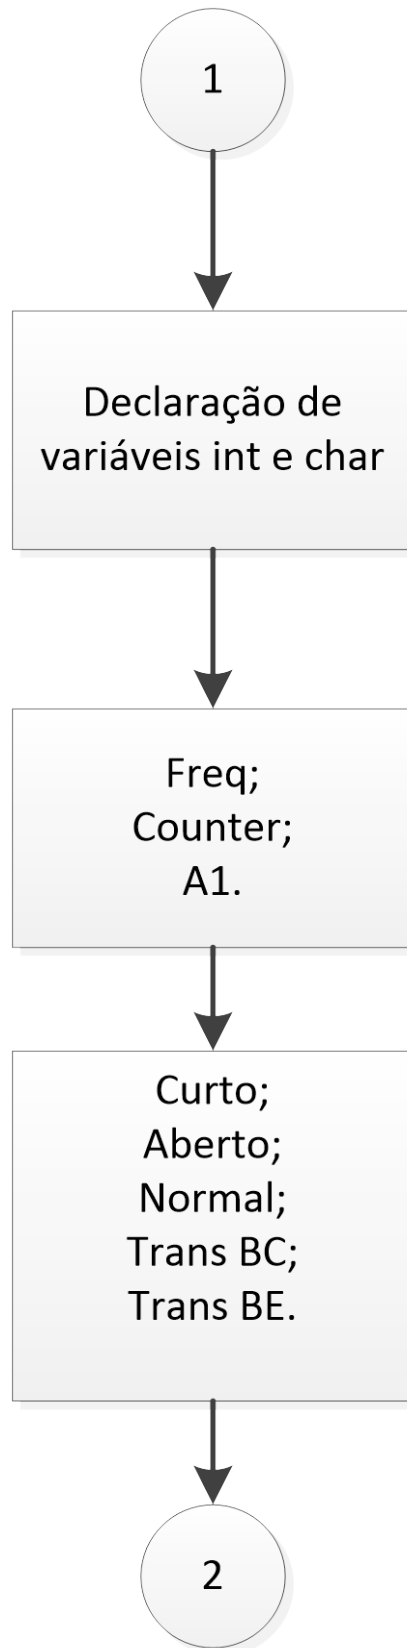 1
Declaração de
variáveis int e char
Freq;
Counter;
A1.
Curto;
Aberto;
Normal;
Trans BC;
Trans BE.
2